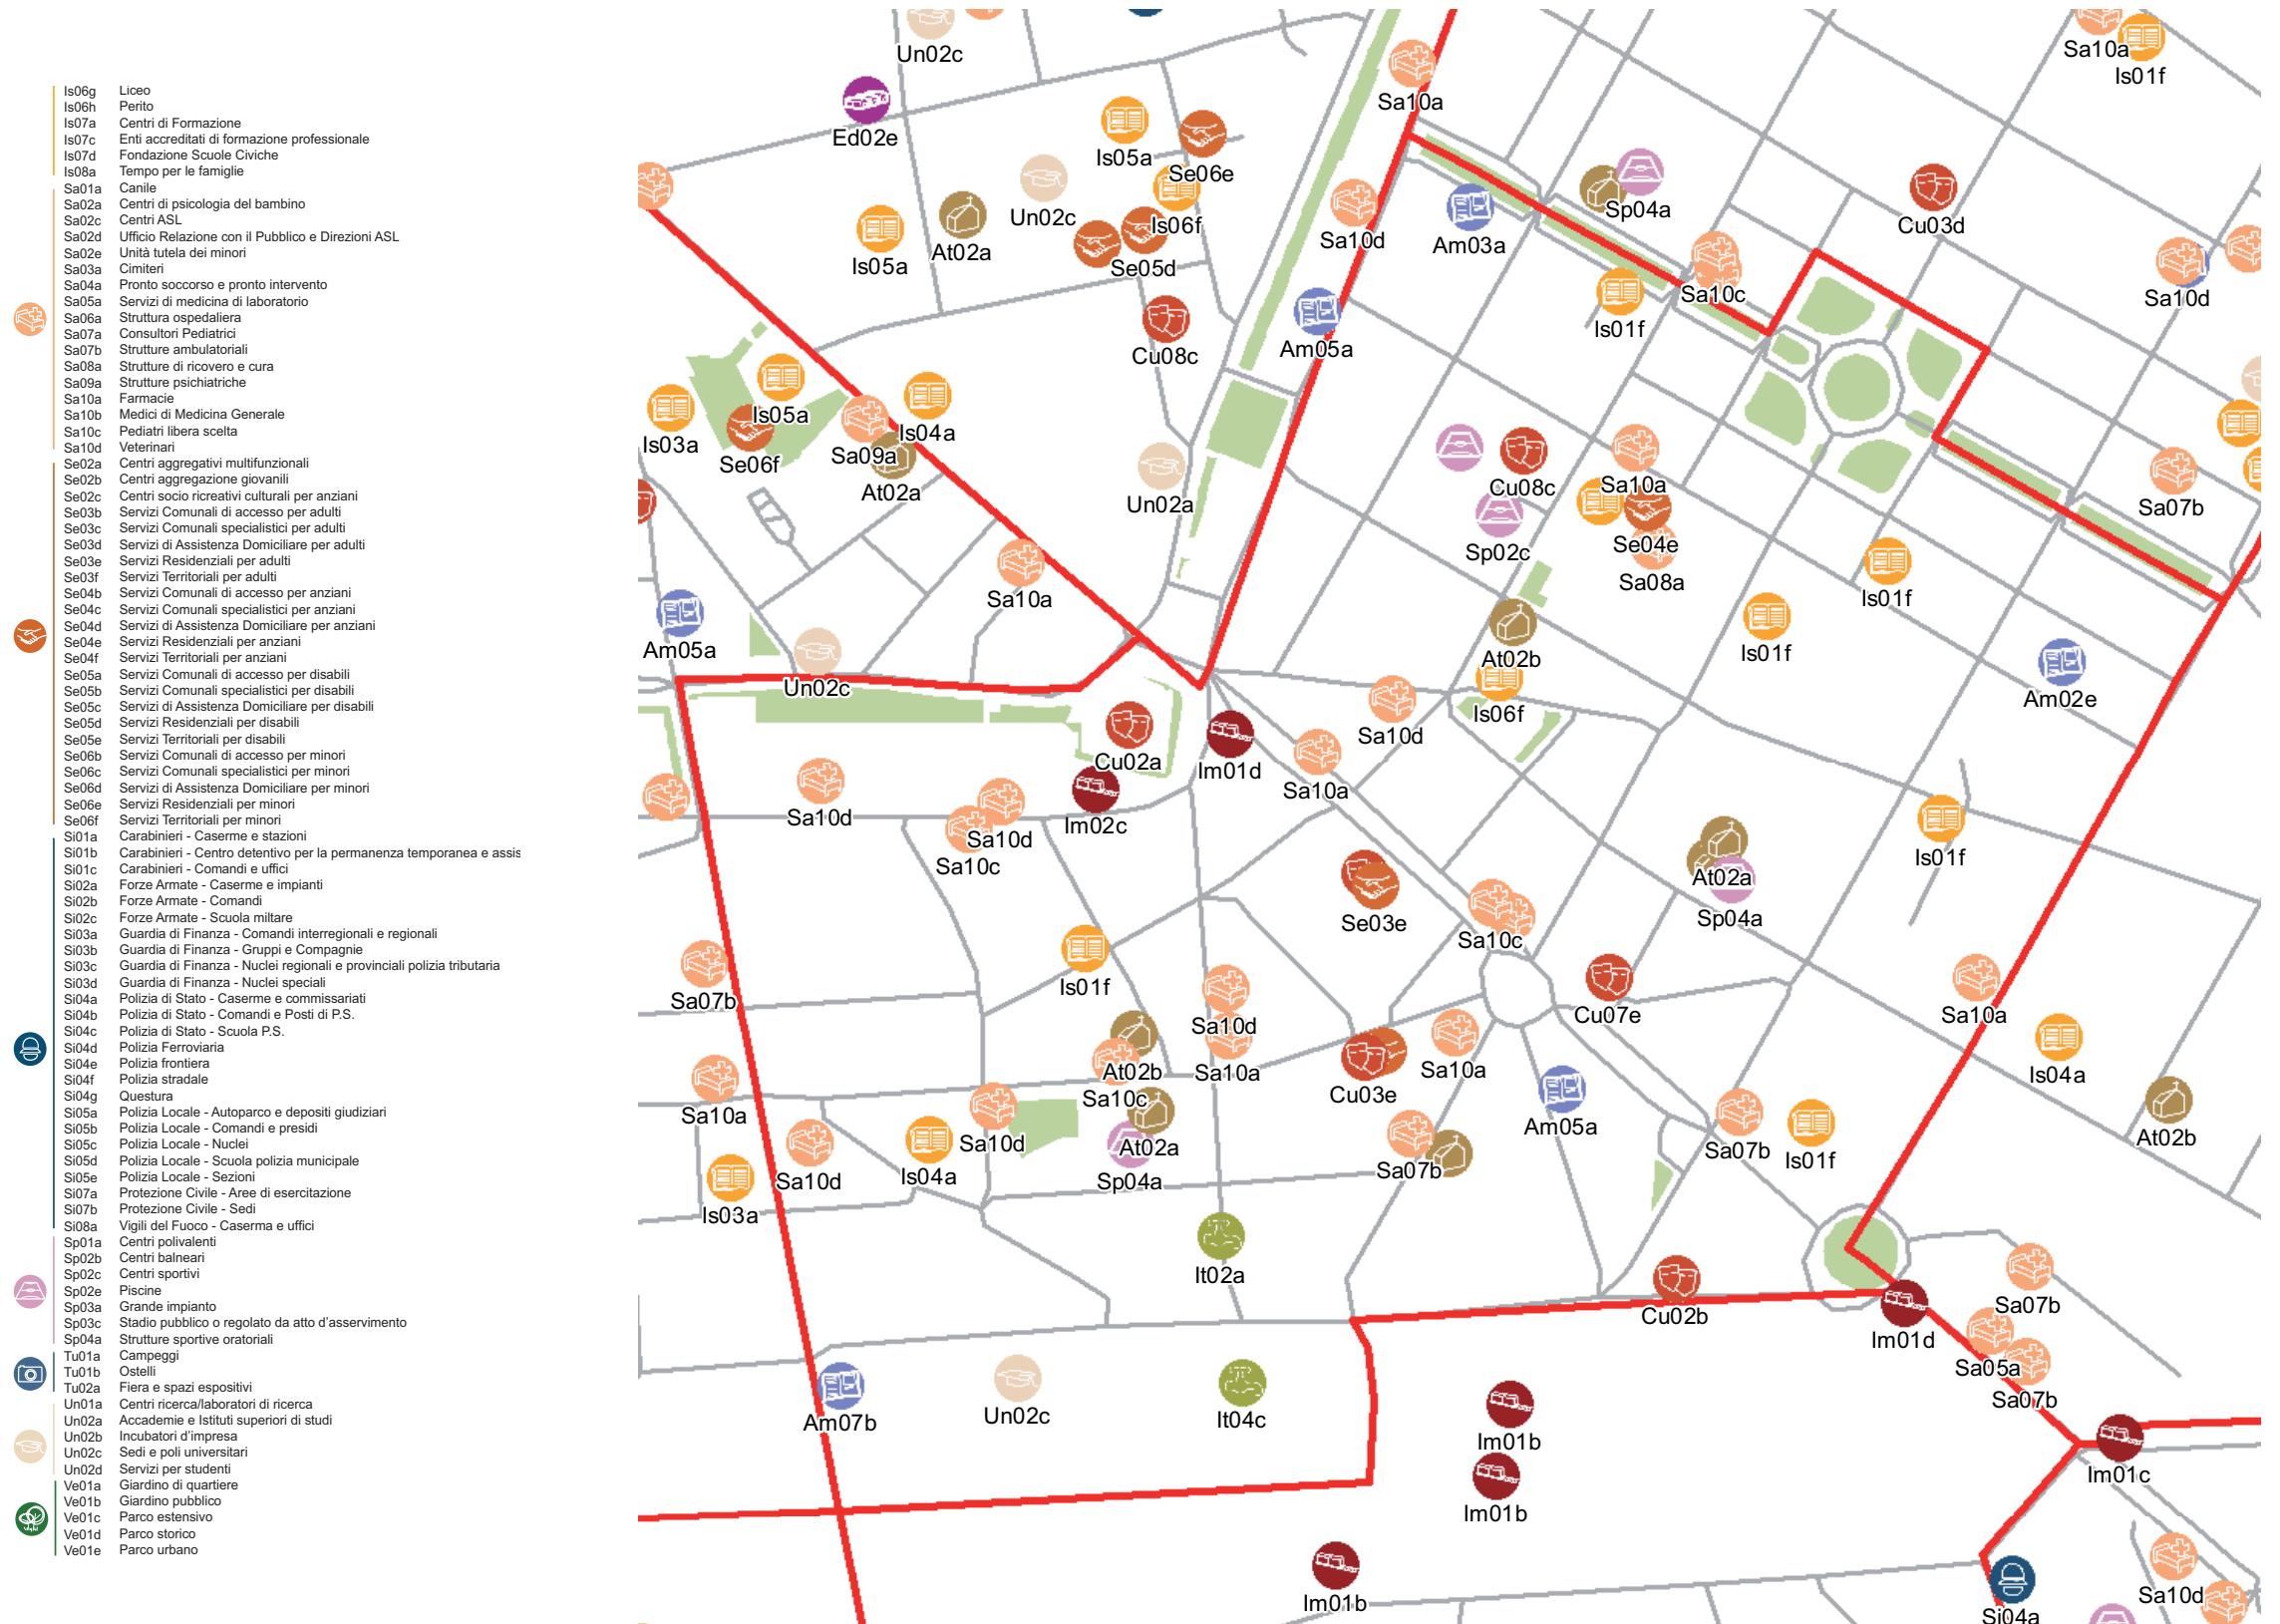 Is06g Liceo
Is06h Perito
Is07a Centri di Formazione
Is07c Enti accreditati di formazione professionale
Is07d Fondazione Scuole Civiche
Is08a Tempo per le famiglie
Sa01a Canile
Sa02a Centri di psicologia del bambino
Sa02c Centri ASL
Sa02d Ufficio Relazione con il Pubblico e Direzioni ASL
Sa02e Unità tutela dei minori
Sa03a Cimiteri
Sa04a Pronto soccorso e pronto intervento
Sa05a Servizi di medicina di laboratorio
Sa06a Struttura ospedaliera
Sa07a Consultori Pediatrici
Sa07b Strutture ambulatoriali
Sa08a Strutture di ricovero e cura
Sa09a Strutture psichiatriche
Sa10a Farmacie
Sa10b Medici di Medicina Generale
Sa10c Pediatri libera scelta
Sa10d Veterinari
Se02a Centri aggregativi multifunzionali
Se02b Centri aggregazione giovanili
Se02c Centri socio ricreativi culturali per anziani
Se03b Servizi Comunali di accesso per adulti
Se03c Servizi Comunali specialistici per adulti
Se03d Servizi di Assistenza Domiciliare per adulti
Se03e Servizi Residenziali per adulti
Se03f Servizi Territoriali per adulti
Se04b Servizi Comunali di accesso per anziani
Se04c Servizi Comunali specialistici per anziani
Se04d Servizi di Assistenza Domiciliare per anziani
Se04e Servizi Residenziali per anziani
Se04f Servizi Territoriali per anziani
Se05a Servizi Comunali di accesso per disabili
Se05b Servizi Comunali specialistici per disabili
Se05c Servizi di Assistenza Domiciliare per disabili
Se05d Servizi Residenziali per disabili
Se05e Servizi Territoriali per disabili
Se06b Servizi Comunali di accesso per minori
Se06c Servizi Comunali specialistici per minori
Se06d Servizi di Assistenza Domiciliare per minori
Se06e Servizi Residenziali per minori
Se06f Servizi Territoriali per minori
Si01a Carabinieri - Caserme e stazioni
Si01b Carabinieri - Centro detentivo per la permanenza temporanea e assis
Si01c Carabinieri - Comandi e uffici
Si02a Forze Armate - Caserme e impianti
Si02b Forze Armate - Comandi
Si02c Forze Armate - Scuola miltare
Si03a Guardia di Finanza - Comandi interregionali e regionali
Si03b Guardia di Finanza - Gruppi e Compagnie
Si03c Guardia di Finanza - Nuclei regionali e provinciali polizia tributaria
Si03d Guardia di Finanza - Nuclei speciali
Si04a Polizia di Stato - Caserme e commissariati
Si04b Polizia di Stato - Comandi e Posti di P.S.
Si04c Polizia di Stato - Scuola P.S.
Si04d Polizia Ferroviaria
Si04e Polizia frontiera
Si04f Polizia stradale
Si04g Questura
Si05a Polizia Locale - Autoparco e depositi giudiziari
Si05b Polizia Locale - Comandi e presidi
Si05c Polizia Locale - Nuclei
Si05d Polizia Locale - Scuola polizia municipale
Si05e Polizia Locale - Sezioni
Si07a Protezione Civile - Aree di esercitazione
Si07b Protezione Civile - Sedi
Si08a Vigili del Fuoco - Caserma e uffici
Sp01a Centri polivalenti
Sp02b Centri balneari
Sp02c Centri sportivi
Sp02e Piscine
Sp03a Grande impianto
Sp03c Stadio pubblico o regolato da atto d'asservimento
Sp04a Strutture sportive oratoriali
Tu01a Campeggi
Tu01b Ostelli
Tu02a Fiera e spazi espositivi
Un01a Centri ricerca/laboratori di ricerca
Un02a Accademie e Istituti superiori di studi
Un02b Incubatori d'impresa
Un02c Sedi e poli universitari
Un02d Servizi per studenti
Ve01a Giardino di quartiere
Ve01b Giardino pubblico
Ve01c Parco estensivo
Ve01d Parco storico
Ve01e Parco urbano
Un02c
Sa10a
Is01f
Sa10a
Ed02e
Is05a
Se06e
Un02c
Is06f
Sp04a
Cu03d
At02a
Is05a
Se05d
Sa10d
Am03a
Sa10c
Sa10d
Is01f
Cu08c
Am05a
Is05a
Is03a
Se06f
Is04a
Sa09a
At02a
Un02a
Cu08c
Sa10a
Sa07b
Sp02c
Se04e
Sa08a
Sa10a
Is01f
Am05a
At02b
Is01f
Un02c
Am02e
Is06f
Sa10d
Cu02a
Im01d
Sa10a
Sa10d
Im02c
Sa10d
Sa10c
Is01f
At02a
Sp04a
Se03e
Sa10c
Sa07b
Is01f
Cu07e
Sa10a
Sa10d
Sa10a
At02b
Sa10a
Sa10c
Cu03e
Sa10a
Is04a
Am05a
At02b
Sa10d
At02a
Sp04a
Sa07b
Sa07b
Is01f
Sa10d
Is04a
Is03a
It02a
Cu02b
Sa07b
Im01d
Sa05a
Sa07b
Am07b
Un02c
It04c
Im01b
Im01c
Im01b
Im01b
Sa10d
Si04a